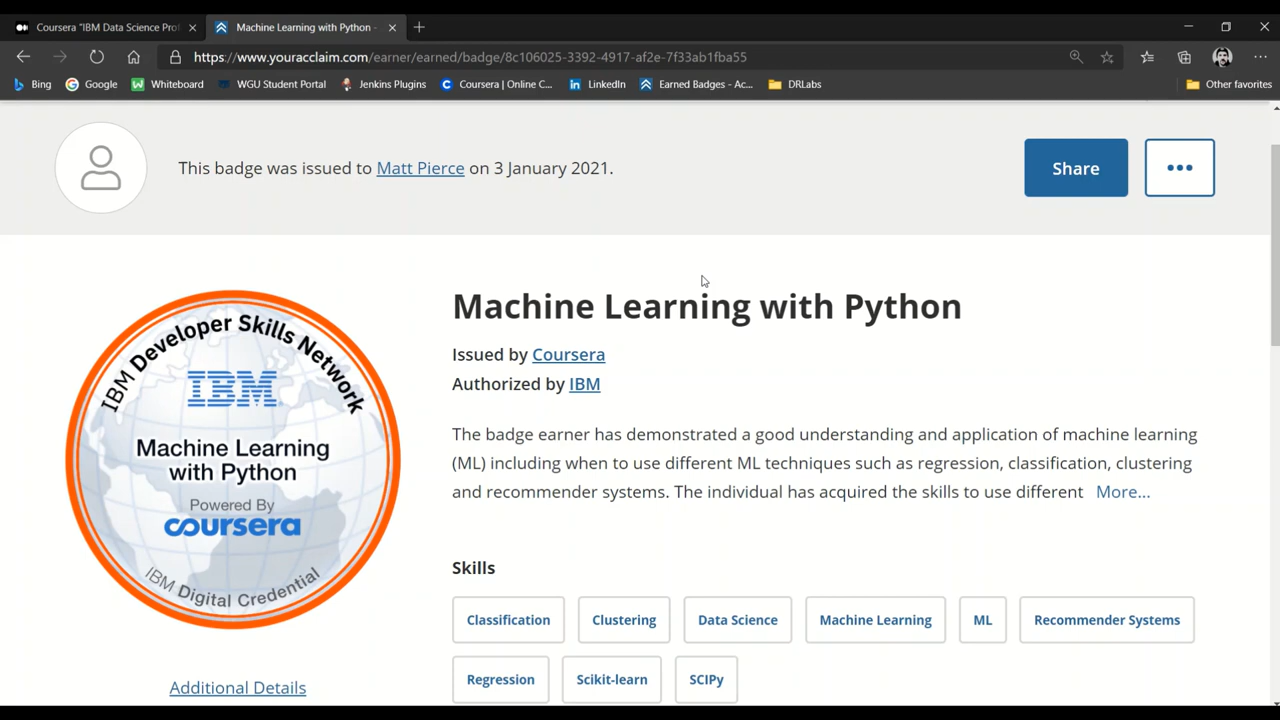 Coursera "IBM Data Science Prof
Machine Learning with Python -
https://www.youracclaim.com/earner/earned/badge/8c106025-3392-4917-af2e-7f33ab1fba55
Bing
Google
Whiteboard
WGU Student Portal
Jenkins Plugins
Coursera | Online C...
LinkedIn
Earned Badges - Ac...
DRLabs
Other favorites
This badge was issued to Matt Pierce on 3 January 2021.
Share
IBM Developer Skills Network
IBM
Machine Learning
with Python
Powered By
coursera
IBM Digital Credential
Additional Details
Machine Learning with Python
Issued by Coursera
Authorized by IBM
The badge earner has demonstrated a good understanding and application of machine learning
(ML) including when to use different ML techniques such as regression, classification, clustering
and recommender systems. The individual has acquired the skills to use different More...
Skills
Classification
Clustering
Data Science
Machine Learning
ML
Recommender Systems
Regression
Scikit-learn
SCIPy